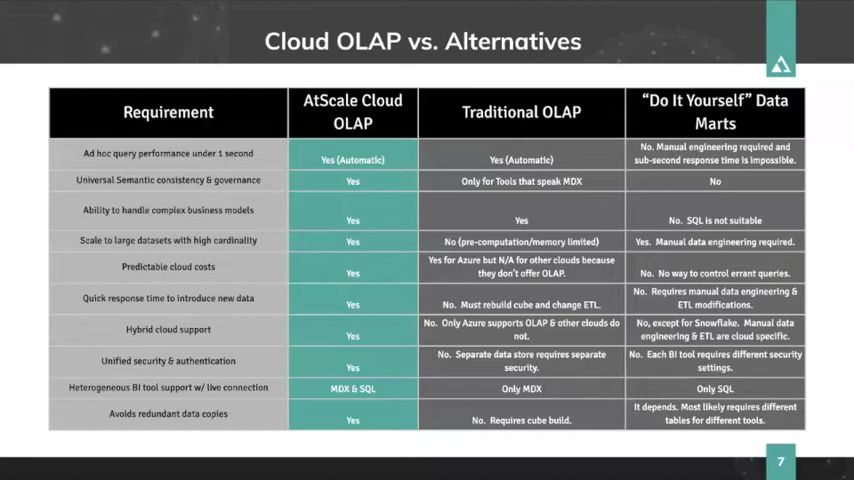 Cloud OLAP vs. Alternatives
Requirement
AtScale Cloud
OLAP
Traditional OLAP
“Do It Yourself” Data
Marts
Ad hoc query performance under 1 second
Yes (Automatic)
Yes (Automatic)
No. Manual engineering required and
sub-second response time is impossible.
Universal Semantic consistency & governance
Yes
Only for Tools that speak MDX
No
Ability to handle complex business models
Yes
Yes
No. SQL is not suitable
Scale to large datasets with high cardinality
Yes
No (pre-computation/memory limited)
Yes. Manual data engineering required.
Predictable cloud costs
Yes
Yes for Azure but N/A for other clouds because
they don’t offer OLAP.
No. No way to control errant queries.
Quick response time to introduce new data
Yes
No. Must rebuild cube and change ETL.
No. Requires manual data engineering &
ETL modifications.
Hybrid cloud support
Yes
No. Only Azure supports OLAP & other clouds do
not.
No, except for Snowflake. Manual data
engineering & ETL are cloud specific.
Unified security & authentication
Yes
No. Separate data store requires separate
security.
No. Each BI tool requires different security
settings.
Heterogeneous BI tool support w/ live connection
MDX & SQL
Only MDX
Only SQL
Avoids redundant data copies
Yes
No. Requires cube build.
It depends. Most likely requires different
tables for different tools.
7